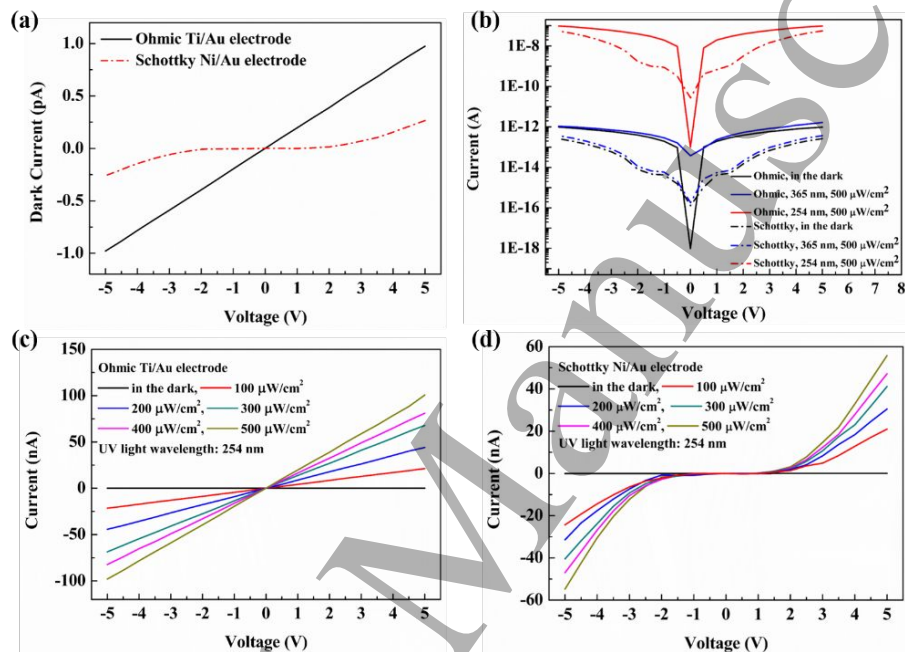 (a)
Ohmic Ti/Au electrode
Schottky Ni/Au electrode
1.0
0.5
0.0
-0.5
-1.0
Dark Current (pA)
-5 -4 -3 -2 -1 0 1 2 3 4 5
Voltage (V)
(b)
1E-8
1E-10
1E-12
1E-14
1E-16
1E-18
Current (A)
Ohmic, in the dark
Ohmic, 365 nm, 500 μW/cm²
Ohmic, 254 nm, 500 μW/cm²
Schottky, in the dark
Schottky, 365 nm, 500 μW/cm²
Schottky, 254 nm, 500 μW/cm²
-5 -4 -3 -2 -1 0 1 2 3 4 5 6 7 8
Voltage (V)
(c)
Ohmic Ti/Au electrode
in the dark, 100 μW/cm²
200 μW/cm², 300 μW/cm²
400 μW/cm², 500 μW/cm²
UV light wavelength: 254 nm
150
100
50
0
-50
-100
Current (nA)
-5 -4 -3 -2 -1 0 1 2 3 4 5
Voltage (V)
(d)
Schottky Ni/Au electrode
in the dark, 100 μW/cm²
200 μW/cm², 300 μW/cm²
400 μW/cm², 500 μW/cm²
UV light wavelength: 254 nm
60
40
20
0
-20
-40
-60
Current (nA)
-5 -4 -3 -2 -1 0 1 2 3 4 5
Voltage (V)
Manusc